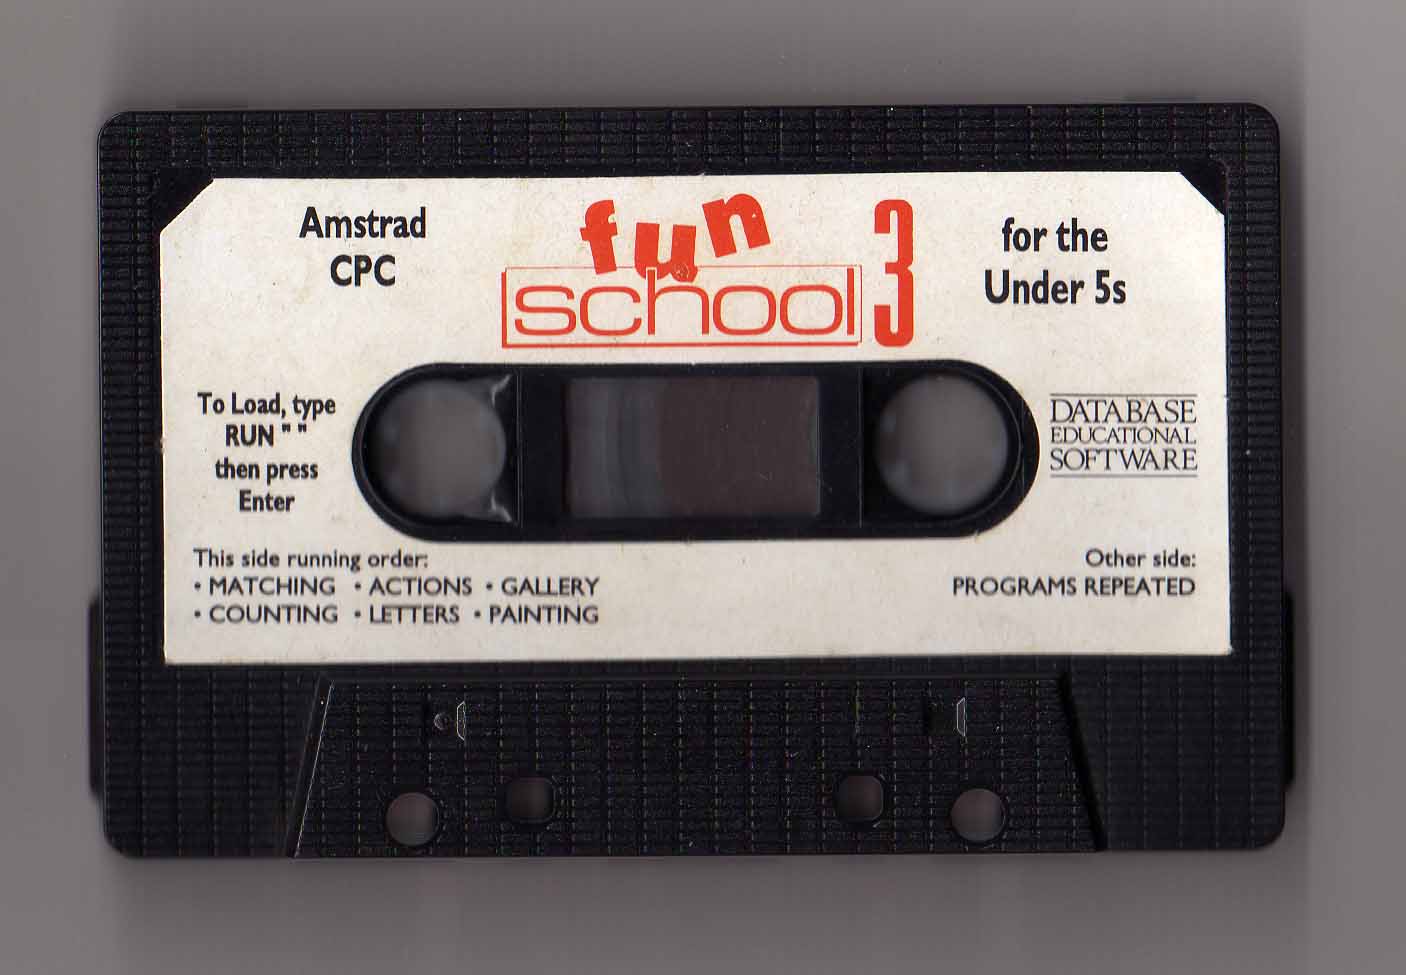 Amstrad
CPC
fun
school 3
for the
Under 5s
To Load, type
RUN " "
then press
Enter
DATABASE
EDUCATIONAL
SOFTWARE
This side running order:
• MATCHING • ACTIONS • GALLERY
• COUNTING • LETTERS • PAINTING
Other side:
PROGRAMS REPEATED